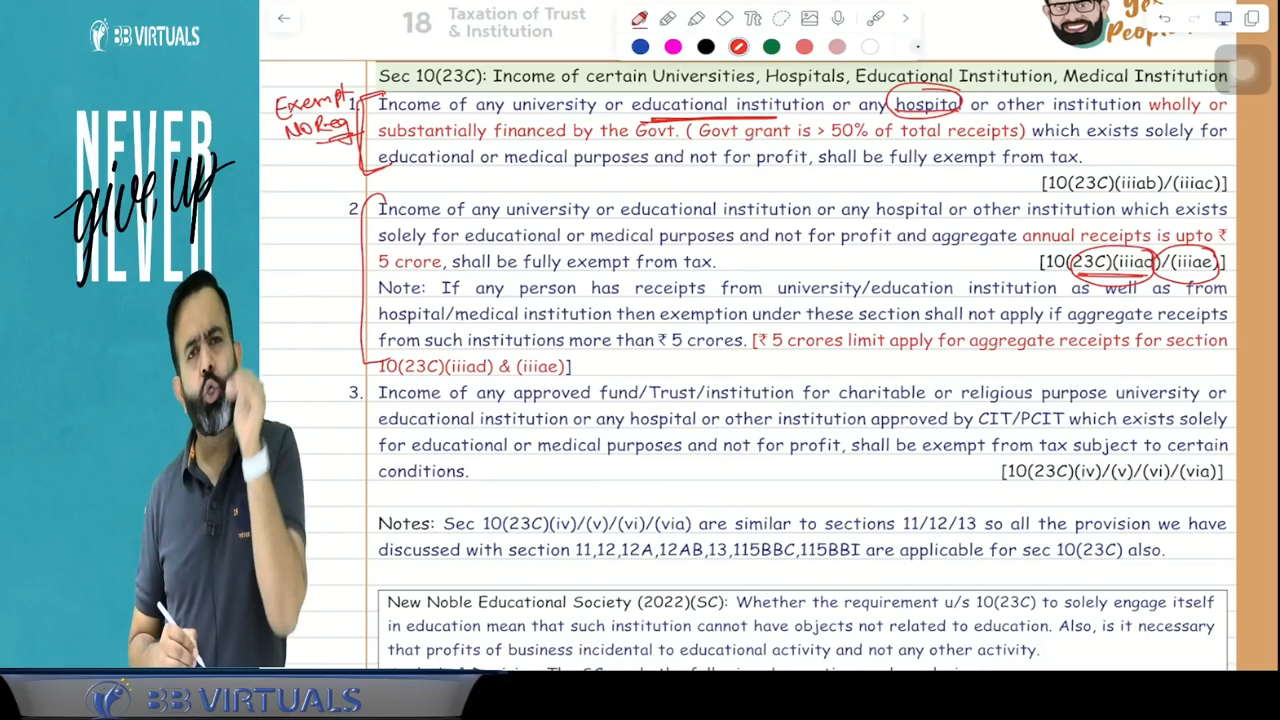 BB VIRTUALS
NEVER
give up
NEVER
18 Taxation of Trust
& Institution
Tt
People
Sec 10(23C): Income of certain Universities, Hospitals, Educational Institution, Medical Institution
Exempt
NO Req
1. Income of any university or educational institution or any hospital or other institution wholly or
substantially financed by the Govt. ( Govt grant is > 50% of total receipts) which exists solely for
educational or medical purposes and not for profit, shall be fully exempt from tax.
[10(23C)(iiiab)/(iiiac)]
2 Income of any university or educational institution or any hospital or other institution which exists
solely for educational or medical purposes and not for profit and aggregate annual receipts is upto ₹
5 crore, shall be fully exempt from tax. [10(23C)(iiiad)/(iiiae)]
Note: If any person has receipts from university/education institution as well as from
hospital/medical institution then exemption under these section shall not apply if aggregate receipts
from such institutions more than ₹ 5 crores. [₹ 5 crores limit apply for aggregate receipts for section
10(23C)(iiiad) & (iiiae)]
3. Income of any approved fund/Trust/institution for charitable or religious purpose university or
educational institution or any hospital or other institution approved by CIT/PCIT which exists solely
for educational or medical purposes and not for profit, shall be exempt from tax subject to certain
conditions. [10(23C)(iv)/(v)/(vi)/(via)]
Notes: Sec 10(23C)(iv)/(v)/(vi)/(via) are similar to sections 11/12/13 so all the provision we have
discussed with section 11,12,12A,12AB,13,115BBC,115BBI are applicable for sec 10(23C) also.
New Noble Educational Society (2022)(SC): Whether the requirement u/s 10(23C) to solely engage itself
in education mean that such institution cannot have objects not related to education. Also, is it necessary
that profits of business incidental to educational activity and not any other activity.
BB VIRTUALS